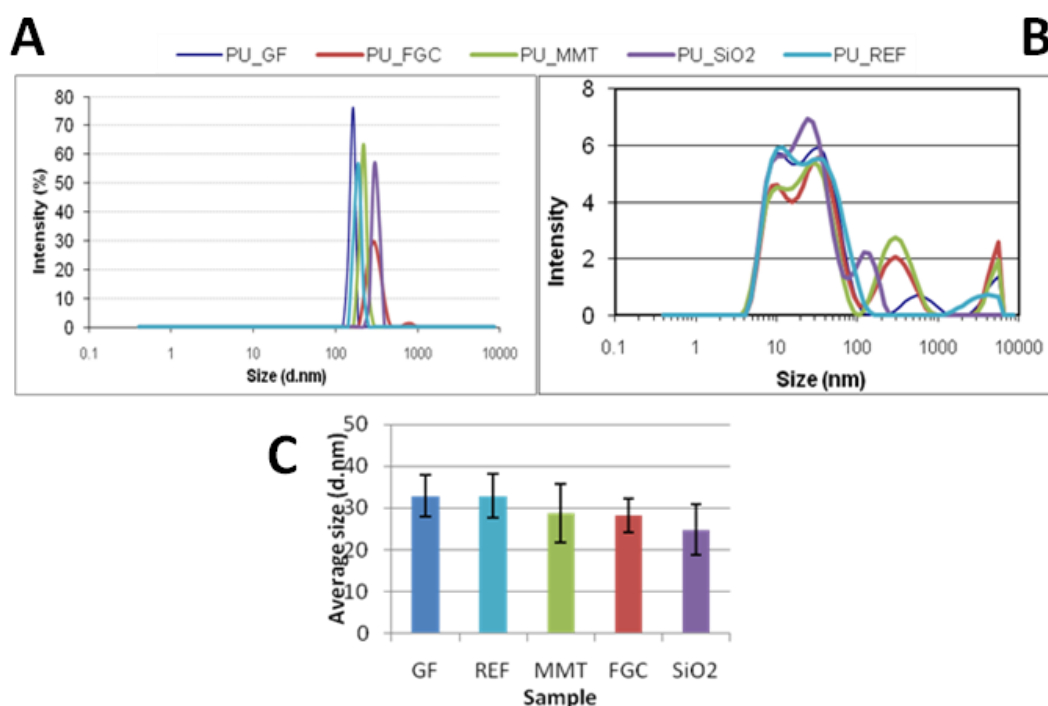 A
B
PU_GF PU_FGC PU_MMT PU_SiO2 PU_REF
Intensity (%)
80
70
60
50
40
30
20
10
0
0.1 1 10 100 1000 10000
Size (d.nm)
Intensity
8
6
4
2
0
0.1 1 10 100 1000 10000
Size (nm)
C
Average size (d.nm)
50
40
30
20
10
0
GF REF MMT FGC SiO2
Sample